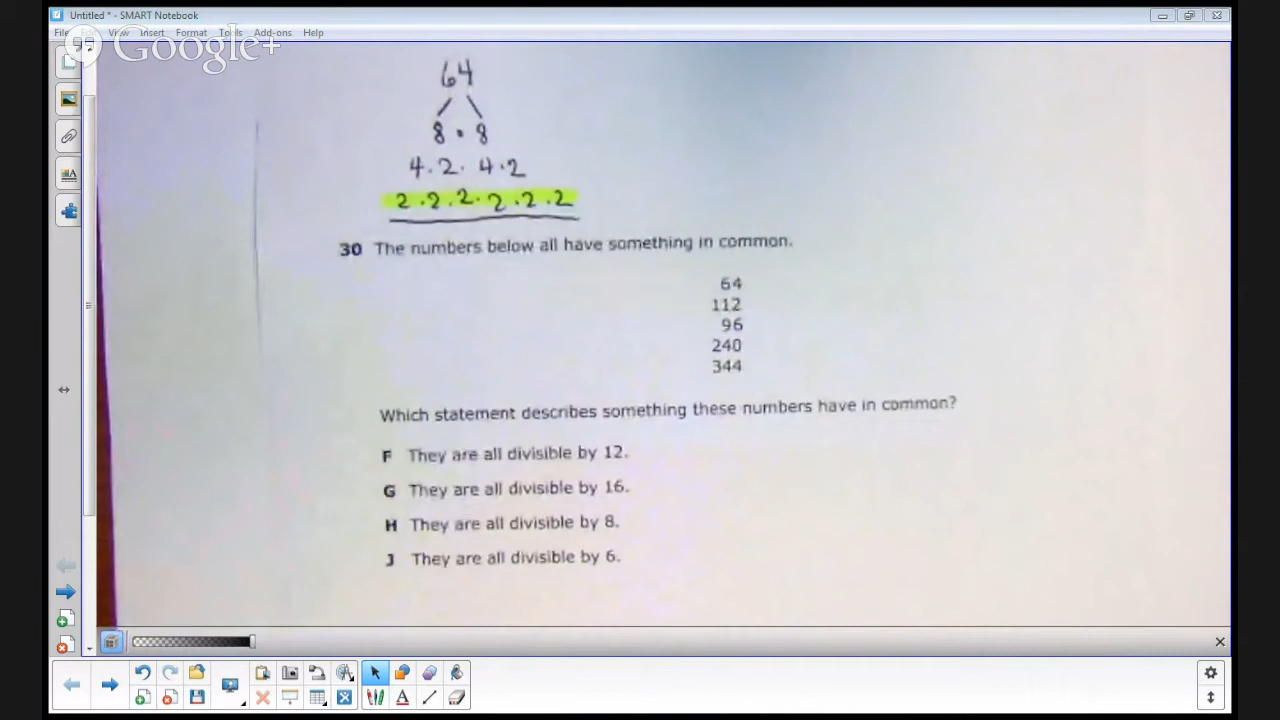 Untitled * - SMART Notebook
File Edit View Insert Format Tools Add-ons Help
Google+
64
8 . 8
4 . 2 . 4 . 2
2 . 2 . 2 . 2 . 2 . 2
30 The numbers below all have something in common.
64
112
96
240
344
Which statement describes something these numbers have in common?
F They are all divisible by 12.
G They are all divisible by 16.
H They are all divisible by 8.
J They are all divisible by 6.